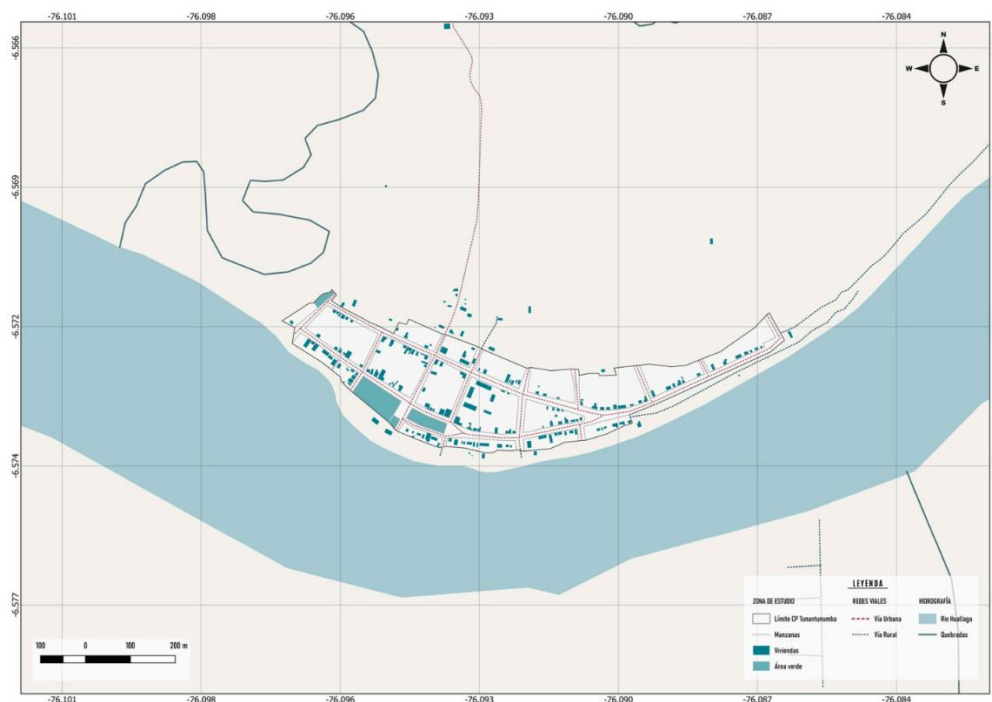 -76.101 -76.098 -76.096 -76.093 -76.090 -76.087 -76.084
-6.566
-6.569
-6.572
-6.574
-6.577
N
W E
S
LEYENDA
ZONA DE ESTUDIO
Límite CP Tununtunumba
Manzanas
Viviendas
Área verde
REDES VIALES
Vía Urbana
Vía Rural
HIDROGRAFÍA
Río Huallaga
Quebradas
100 0 100 200 m
-76.101 -76.098 -76.096 -76.093 -76.090 -76.087 -76.084